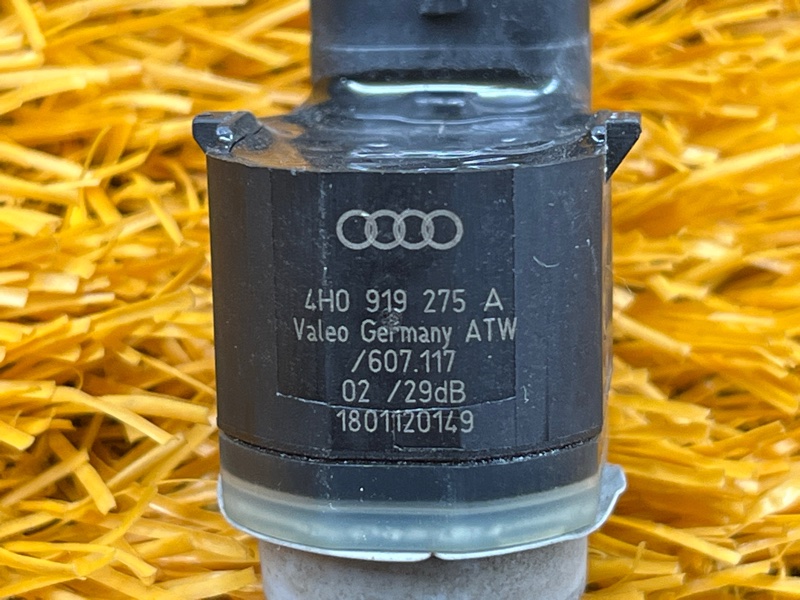 4H0 919 275 A
Valeo Germany ATW
/607.117
02 /29dB
1801120149